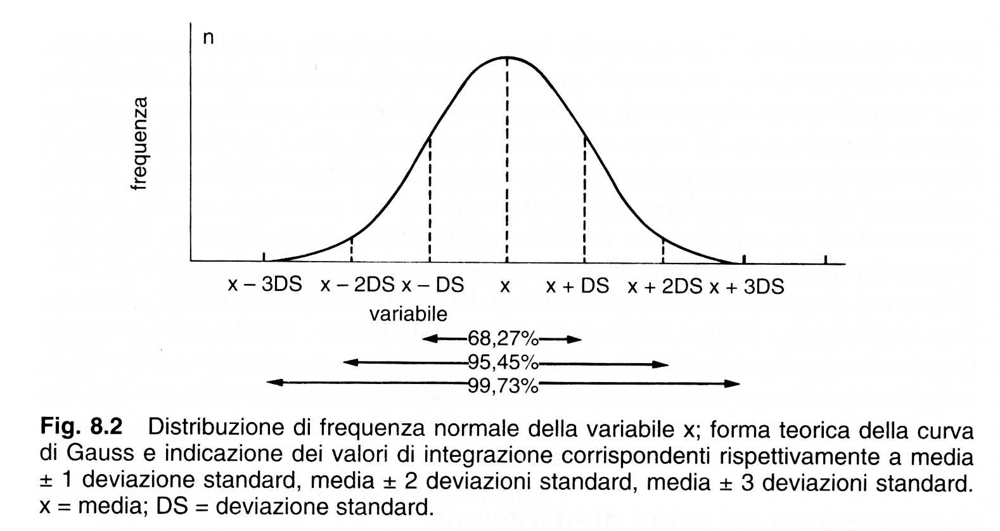 n
frequenza
x – 3DS x – 2DS x – DS x x + DS x + 2DS x + 3DS
variabile
68,27%
95,45%
99,73%
Fig. 8.2 Distribuzione di frequenza normale della variabile x; forma teorica della curva
di Gauss e indicazione dei valori di integrazione corrispondenti rispettivamente a media
± 1 deviazione standard, media ± 2 deviazioni standard, media ± 3 deviazioni standard.
x = media; DS = deviazione standard.